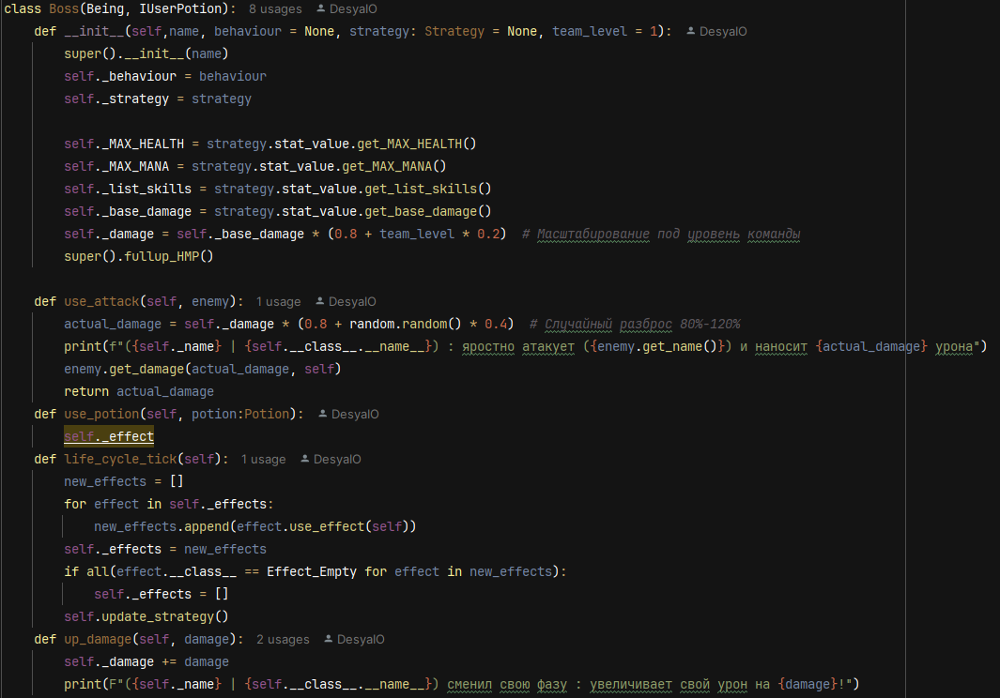 class Boss(Being, IUserPotion):  8 usages  DesyaIO
    def __init__(self,name, behaviour = None, strategy: Strategy = None, team_level = 1):  DesyaIO
        super().__init__(name)
        self._behaviour = behaviour
        self._strategy = strategy

        self._MAX_HEALTH = strategy.stat_value.get_MAX_HEALTH()
        self._MAX_MANA = strategy.stat_value.get_MAX_MANA()
        self._list_skills = strategy.stat_value.get_list_skills()
        self._base_damage = strategy.stat_value.get_base_damage()
        self._damage = self._base_damage * (0.8 + team_level * 0.2)  # Масштабирование под уровень команды
        super().fullup_HMP()

    def use_attack(self, enemy):  1 usage  DesyaIO
        actual_damage = self._damage * (0.8 + random.random() * 0.4)  # Случайный разброс 80%-120%
        print(f"({self._name} | {self.__class__.__name__}) : яростно атакует ({enemy.get_name()}) и наносит {actual_damage} урона")
        enemy.get_damage(actual_damage, self)
        return actual_damage
    def use_potion(self, potion:Potion):  DesyaIO
        self._effect
    def life_cycle_tick(self):  1 usage  DesyaIO
        new_effects = []
        for effect in self._effects:
            new_effects.append(effect.use_effect(self))
        self._effects = new_effects
        if all(effect.__class__ == Effect_Empty for effect in new_effects):
            self._effects = []
        self.update_strategy()
    def up_damage(self, damage):  2 usages  DesyaIO
        self._damage += damage
        print(F"({self._name} | {self.__class__.__name__}) сменил свою фазу : увеличивает свой урон на {damage}!")